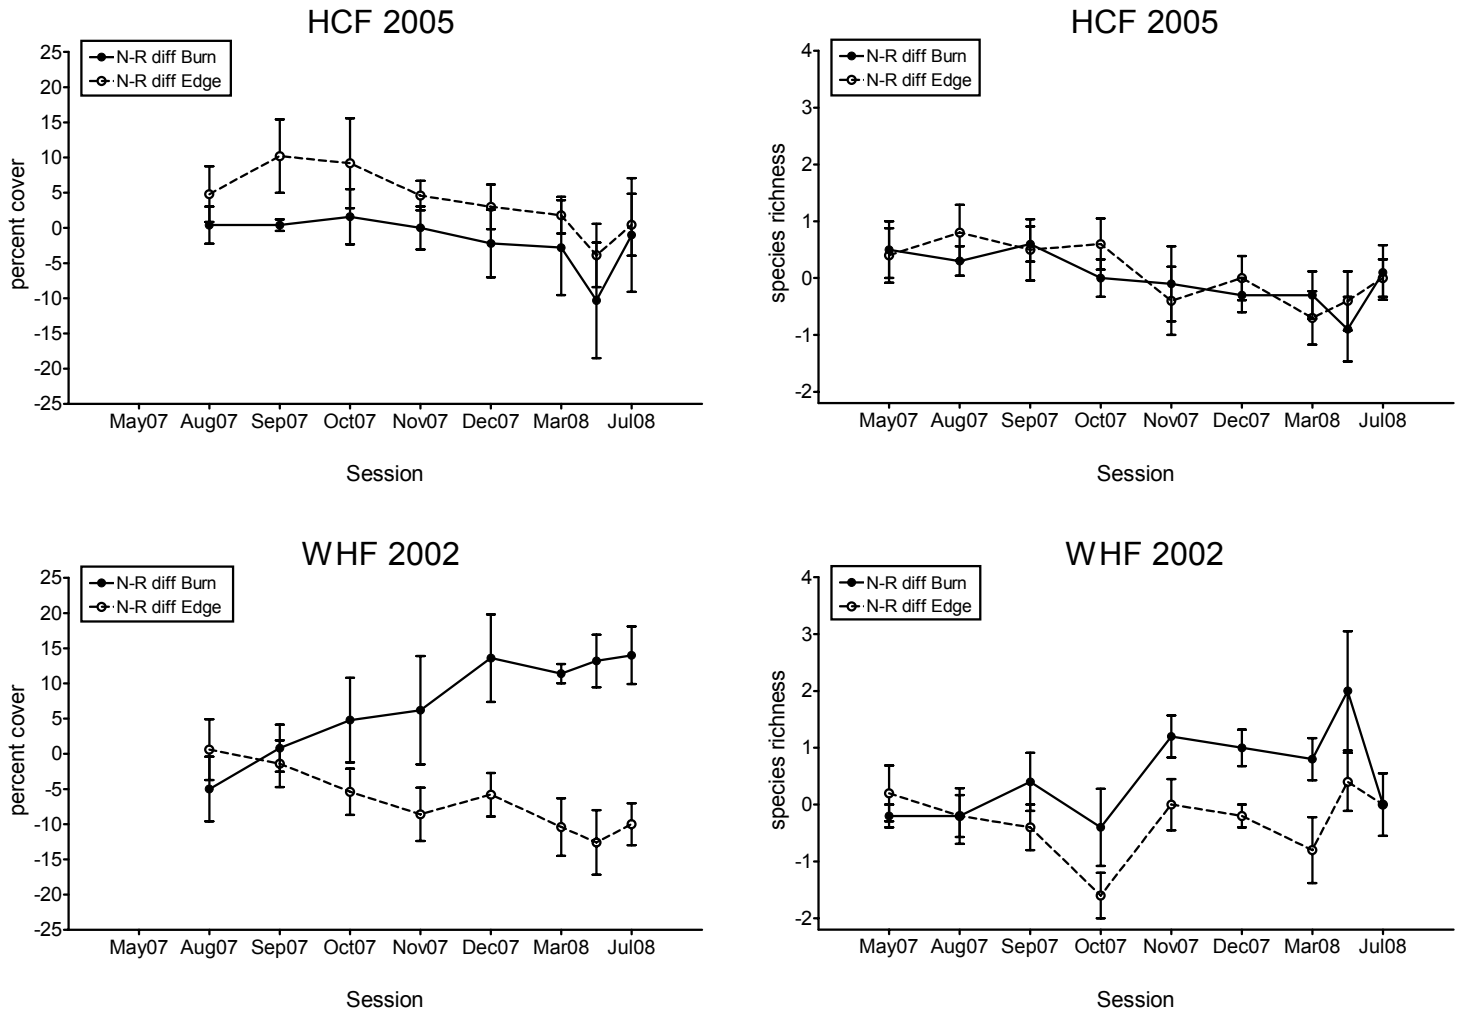 HCF 2005
N-R diff Burn
N-R diff Edge
percent cover
25
20
15
10
5
0
-5
-10
-15
-20
-25
May07 Aug07 Sep07 Oct07 Nov07 Dec07 Mar08 Jul08
Session
HCF 2005
N-R diff Burn
N-R diff Edge
species richness
4
3
2
1
0
-1
-2
May07 Aug07 Sep07 Oct07 Nov07 Dec07 Mar08 Jul08
Session
WHF 2002
N-R diff Burn
N-R diff Edge
percent cover
25
20
15
10
5
0
-5
-10
-15
-20
-25
May07 Aug07 Sep07 Oct07 Nov07 Dec07 Mar08 Jul08
Session
WHF 2002
N-R diff Burn
N-R diff Edge
species richness
4
3
2
1
0
-1
-2
May07 Aug07 Sep07 Oct07 Nov07 Dec07 Mar08 Jul08
Session